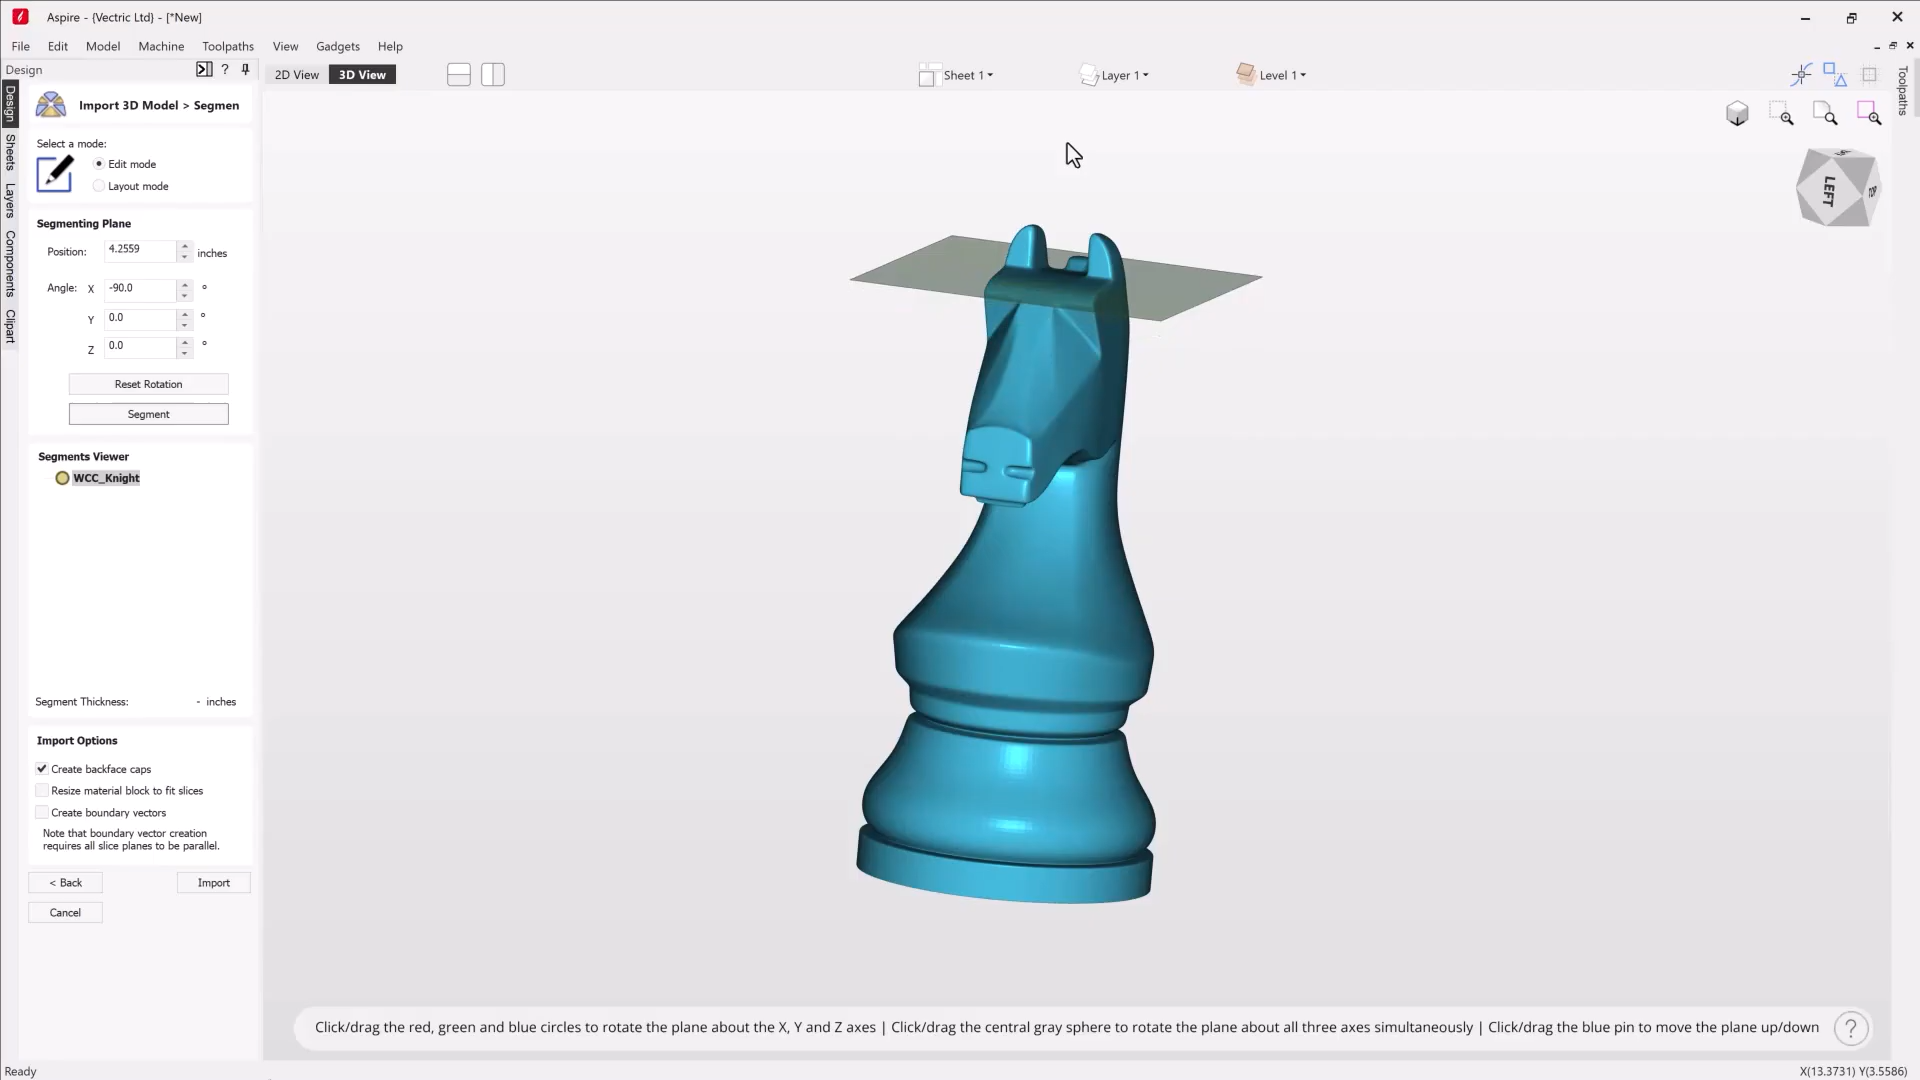 Aspire - {Vectric Ltd} - [*New]
File Edit Model Machine Toolpaths View Gadgets Help
Design ?
2D View 3D View
Sheet 1 Layer 1 Level 1
Toolpaths
Design
Sheets
Layers
Components
Clipart
Import 3D Model > Segmen
Select a mode:
Edit mode
Layout mode
Segmenting Plane
Position: 4.2559 inches
Angle: X -90.0 °
Y 0.0 °
Z 0.0 °
Reset Rotation
Segment
Segments Viewer
WCC_Knight
Segment Thickness: - inches
Import Options
Create backface caps
Resize material block to fit slices
Create boundary vectors
Note that boundary vector creation
requires all slice planes to be parallel.
< Back Import
Cancel
LEFT
TOP
Click/drag the red, green and blue circles to rotate the plane about the X, Y and Z axes | Click/drag the central gray sphere to rotate the plane about all three axes simultaneously | Click/drag the blue pin to move the plane up/down ?
Ready X(13.3731) Y(3.5586)